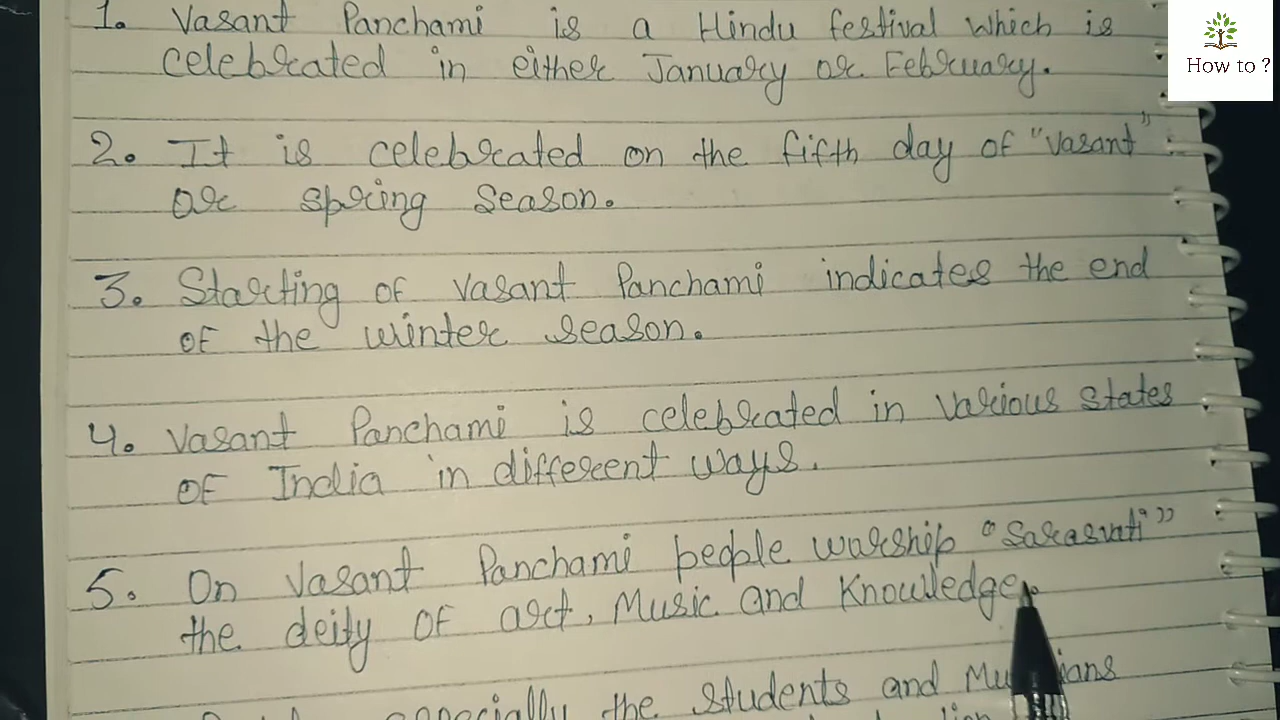 1. Vasant Panchami is a Hindu festival which is
celebrated in either January or February.
2. It is celebrated on the fifth day of "Vasant"
or spring season.
3. Starting of Vasant Panchami indicates the end
of the winter season.
4. Vasant Panchami is celebrated in various states
of India in different ways.
5. On Vasant Panchami people warship "Sarasvati"
the deity of art, Music and Knowledge.
especially the students and
How to ?